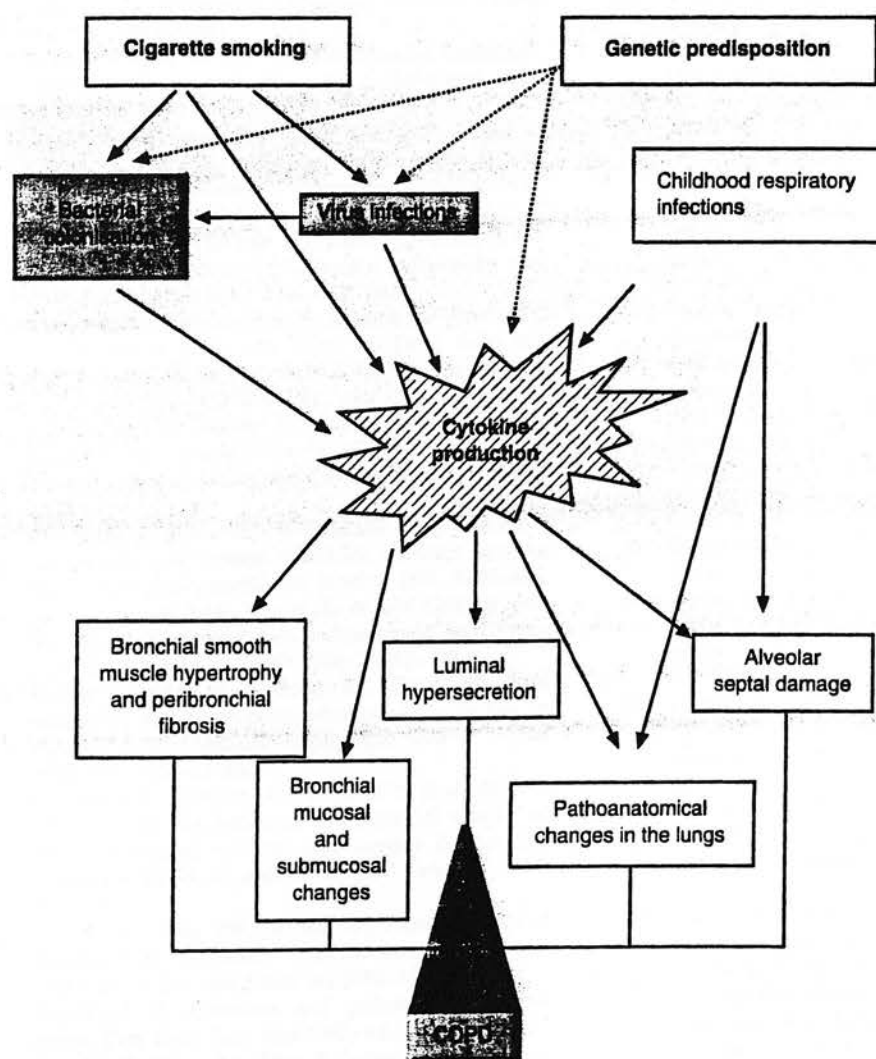 Cigarette smoking
Genetic predisposition
Bacterial
colonisation
Virus infections
Childhood respiratory
infections
Cytokine
production
Bronchial smooth
muscle hypertrophy
and peribronchial
fibrosis
Luminal
hypersecretion
Alveolar
septal damage
Bronchial
mucosal
and
submucosal
changes
Pathoanatomical
changes in the lungs
COPD